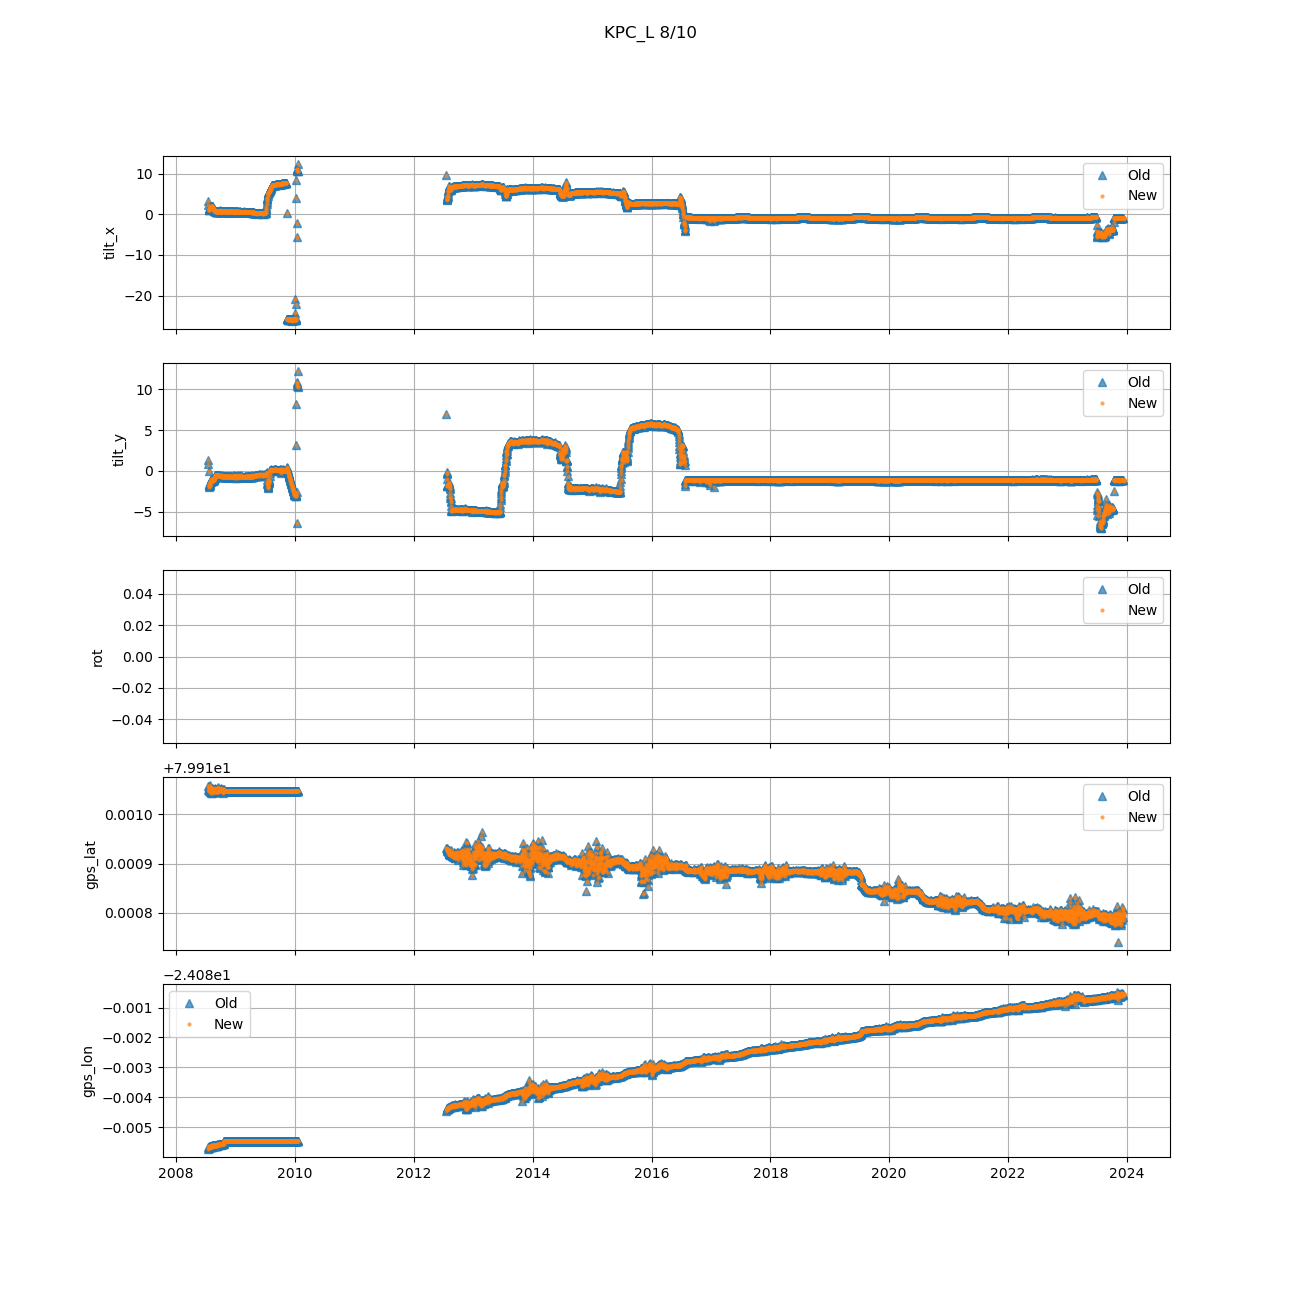 KPC_L 8/10
10
0
−10
−20
tilt_x
Old
New
10
5
0
−5
tilt_y
Old
New
0.04
0.02
0.00
−0.02
−0.04
rot
Old
New
+7.991e1
0.0010
0.0009
0.0008
gps_lat
Old
New
−2.408e1
−0.001
−0.002
−0.003
−0.004
−0.005
gps_lon
Old
New
2008 2010 2012 2014 2016 2018 2020 2022 2024